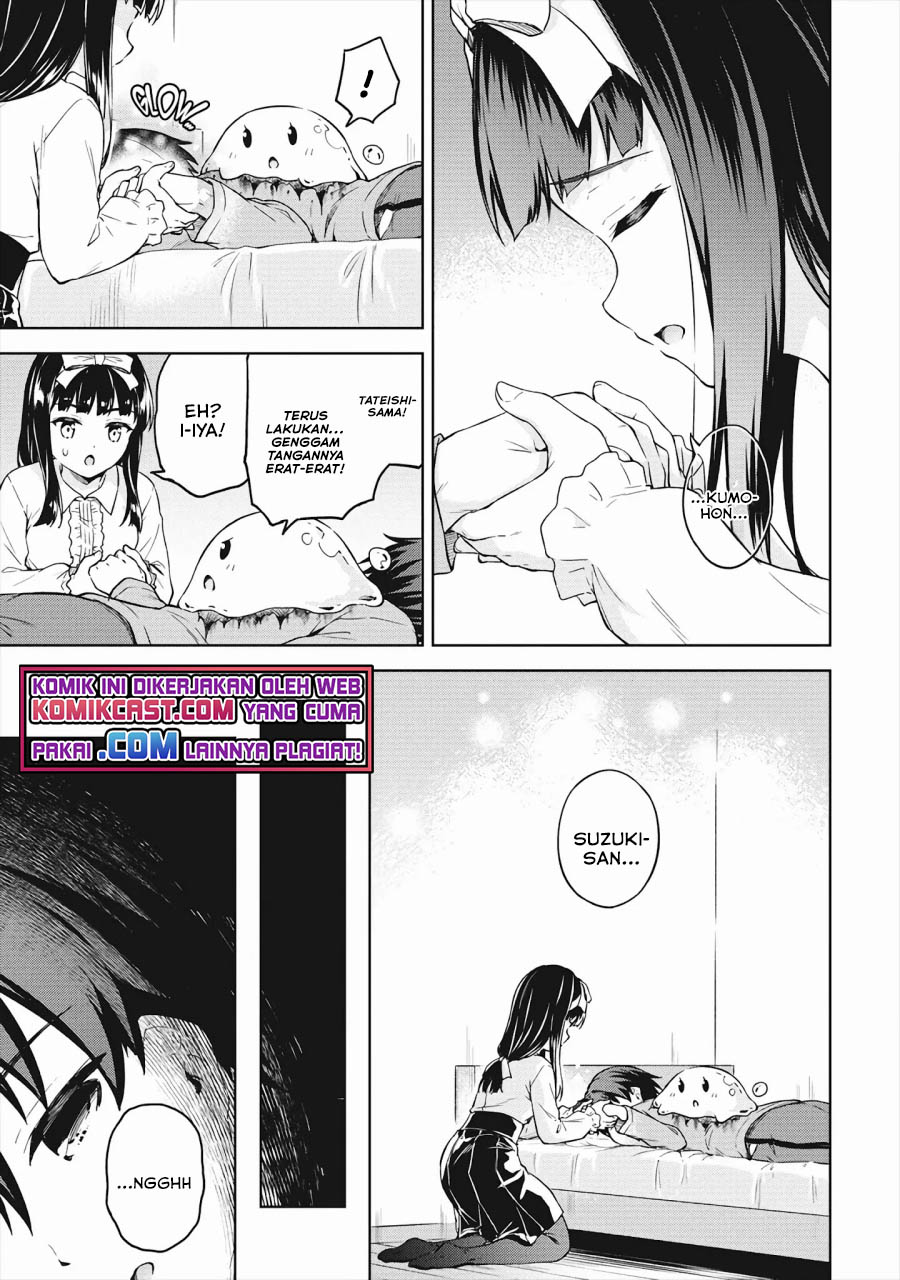 ...KUMO-
HON...
!
GLOW
TATEISHI-
SAMA!
TERUS
LAKUKAN...
GENGGAM
TANGANNYA
ERAT-ERAT!
EH?
I-IYA!
KOMIK INI DIKERJAKAN OLEH WEB
KOMIKCAST.COM YANG CUMA
PAKAI .COM LAINNYA PLAGIAT!
SUZUKI-
SAN...
...NGGHH